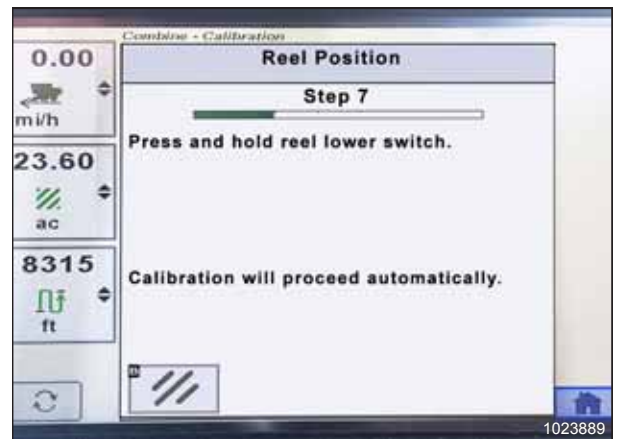 Combine - Calibration
Reel Position
Step 7
Press and hold reel lower switch.
Calibration will proceed automatically.
0.00
mi/h
23.60
ac
8315
ft
1023889